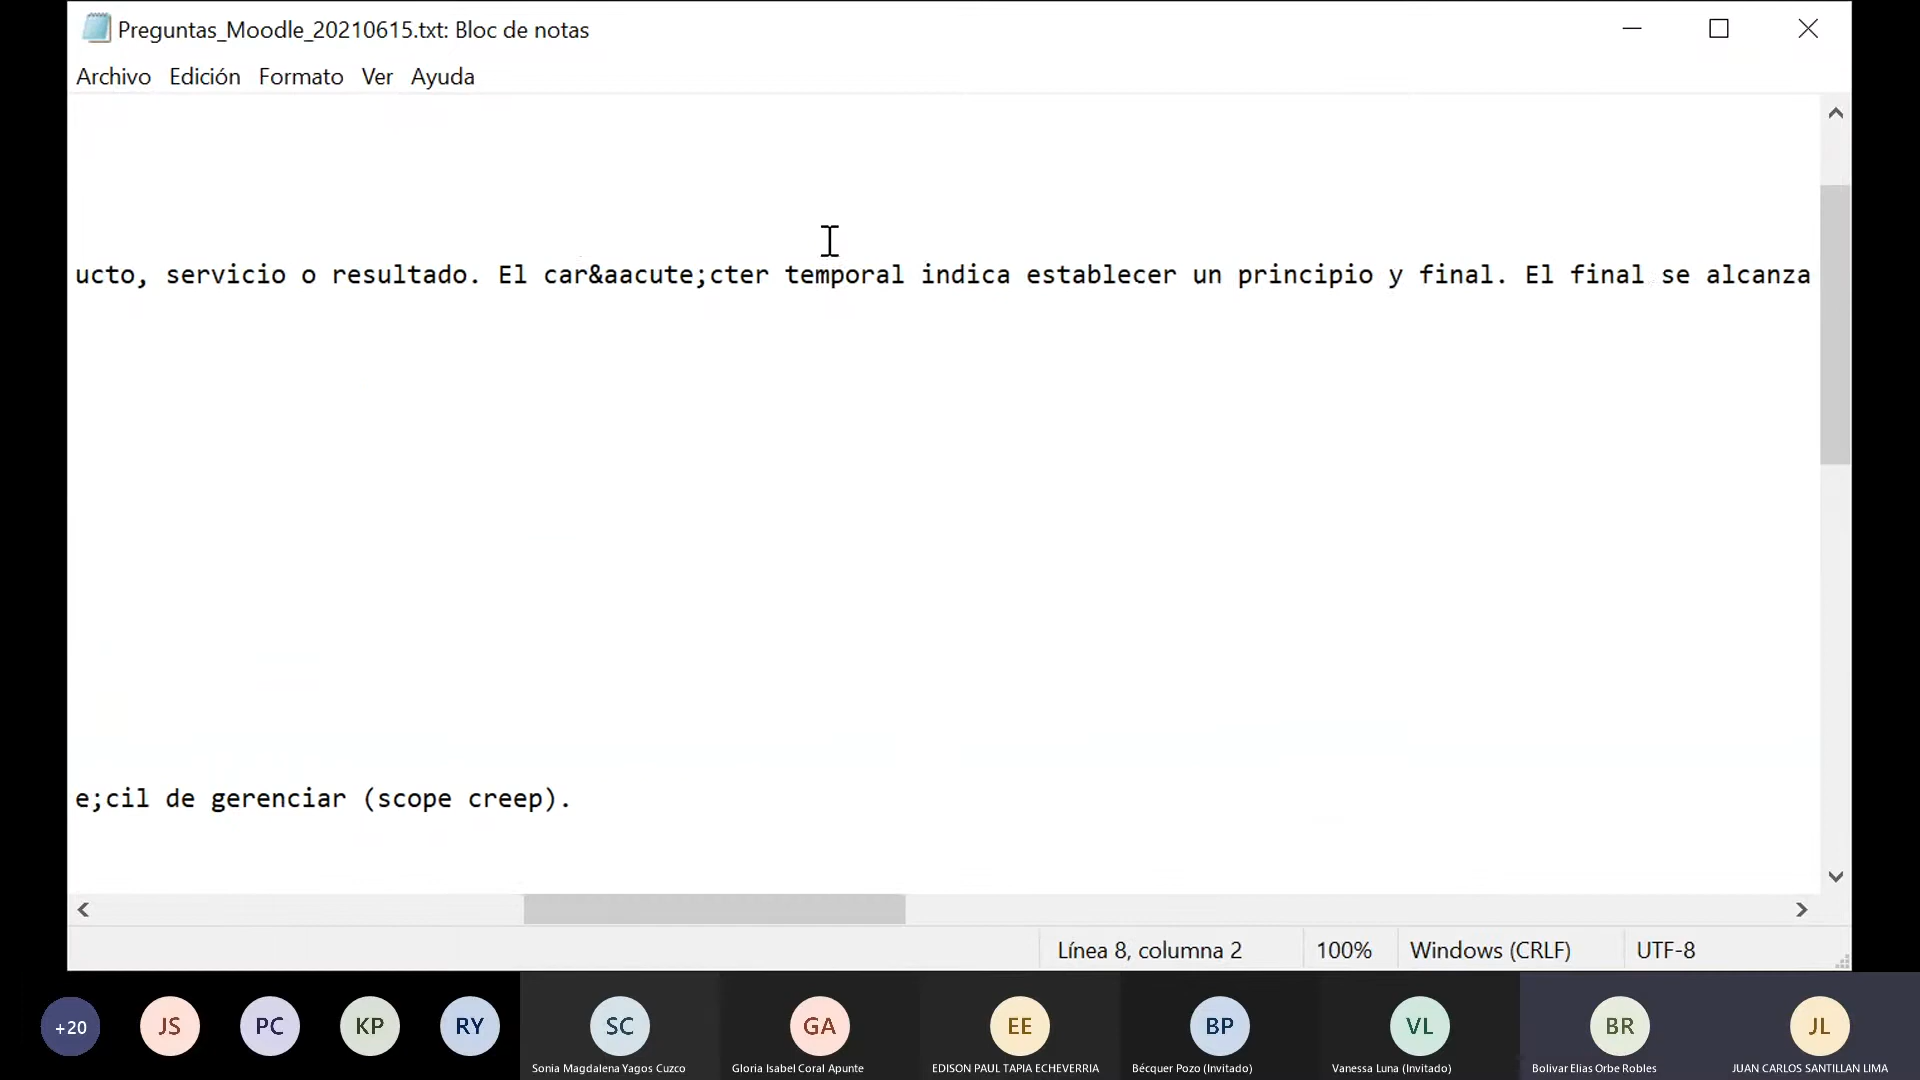 Preguntas_Moodle_20210615.txt: Bloc de notas
Archivo Edición Formato Ver Ayuda
ucto, servicio o resultado. El car&aacute;cter temporal indica establecer un principio y final. El final se alcanza
e;cil de gerenciar (scope creep).
Línea 8, columna 2 100% Windows (CRLF) UTF-8
+20 JS PC KP RY SC GA EE BP VL BR JL
Sonia Magdalena Yagos Cuzco Gloria Isabel Coral Apunte EDISON PAUL TAPIA ECHEVERRIA Bécquer Pozo (Invitado) Vanessa Luna (Invitado) Bolivar Elias Orbe Robles JUAN CARLOS SANTILLAN LIMA